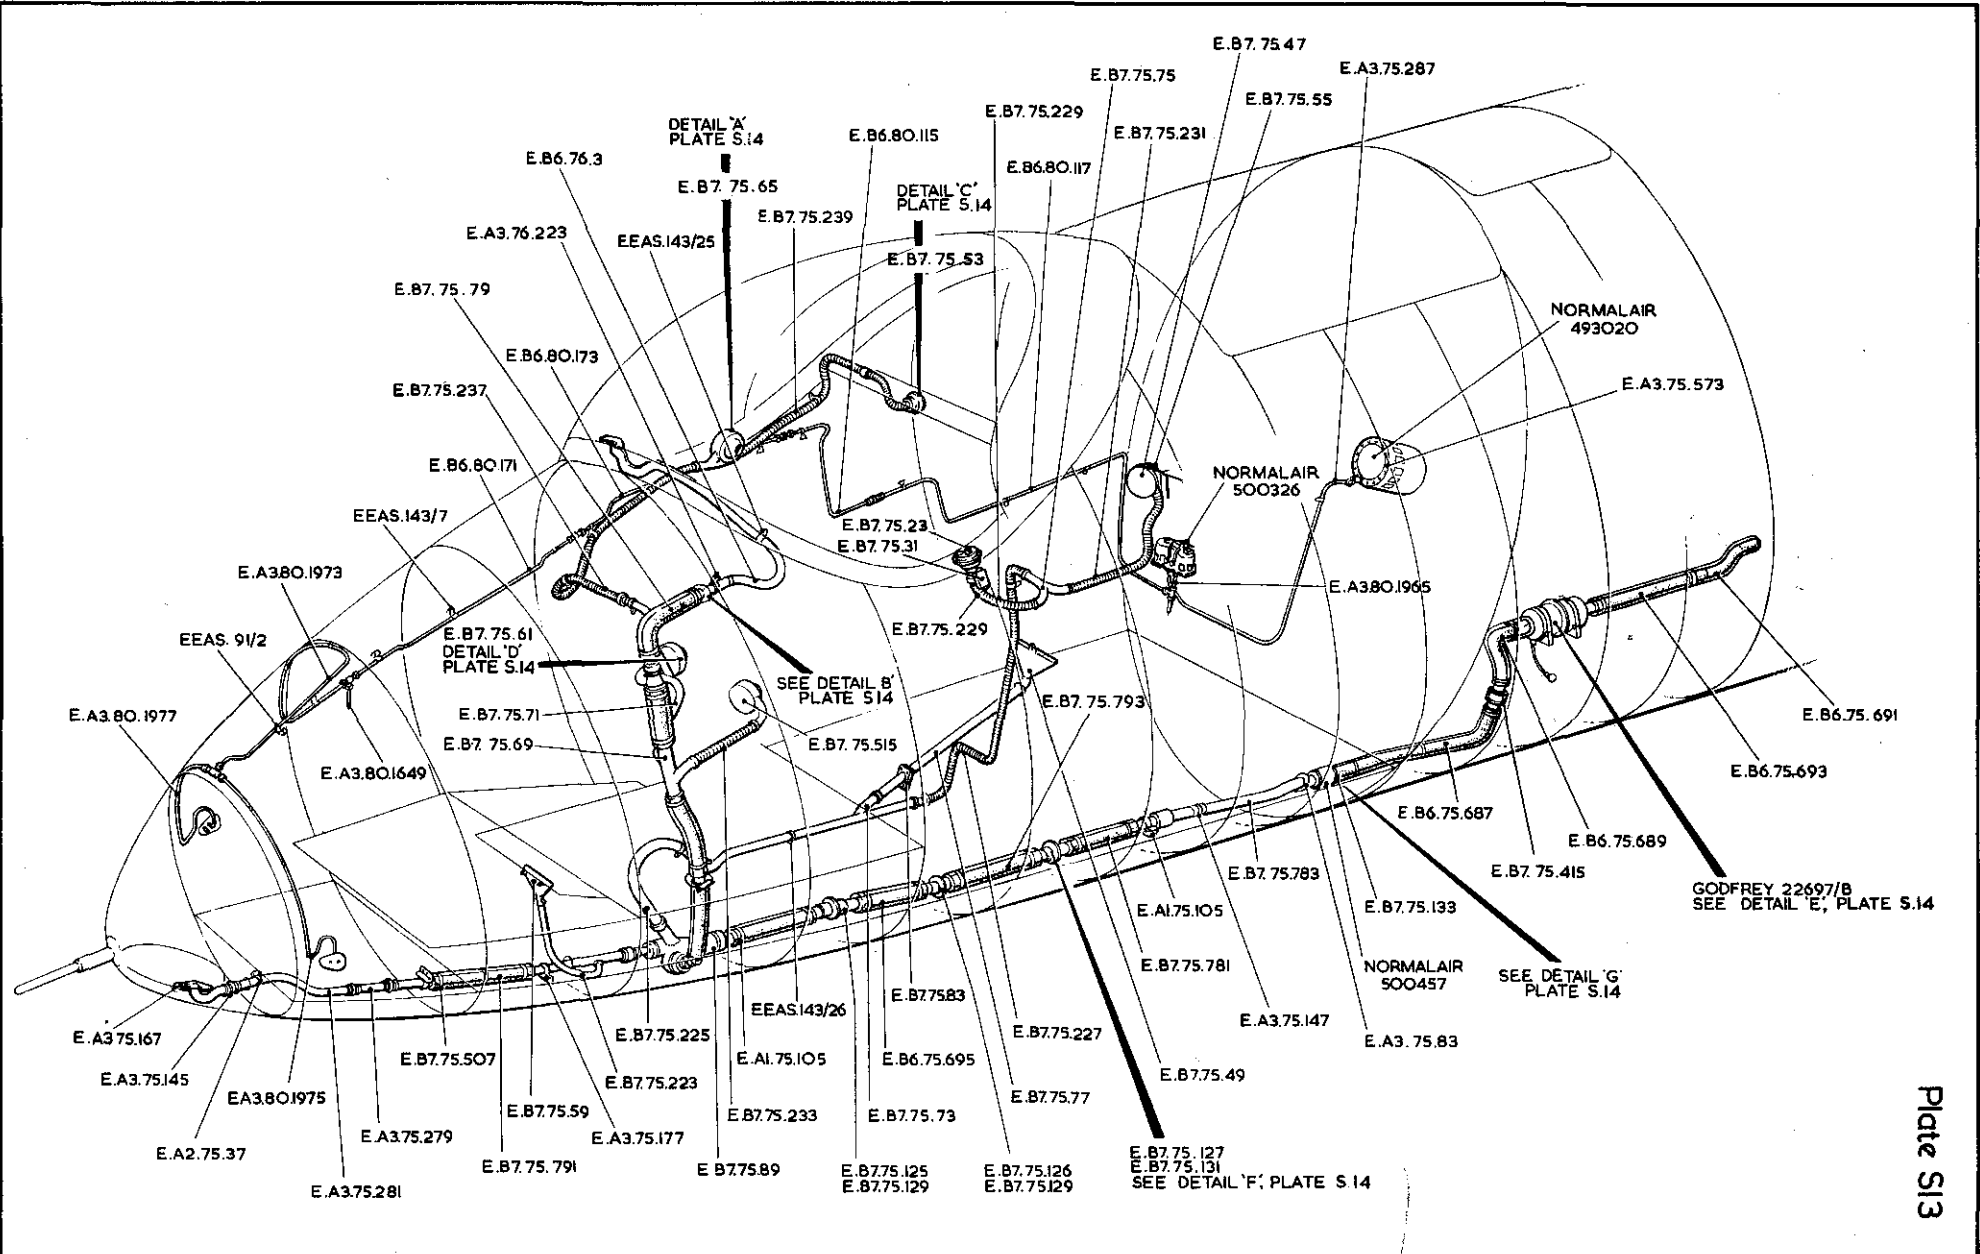 E.B7.75.47
E.A3.75.287
E.B7.75.75
E.B7.75.55
E.B7.75.229
E.B7.75.231
DETAIL 'A'
PLATE S.14
E.B6.80.115
E.B6.76.3
E.B6.80.117
E.B7.75.65
DETAIL 'C'
PLATE S.14
E.B7.75.239
E.A3.76.223
EEAS.143/25
E.B7.75.53
E.B7.75.79
NORMALAIR
493020
E.B6.80.173
E.A3.75.573
E.B7.75.237
E.B6.80.171
NORMALAIR
500326
EEAS.143/7
E.B7.75.23
E.B7.75.31
E.A3.80.1973
E.A3.80.1965
E.B7.75.229
EEAS. 91/2
E.B7.75.61
DETAIL 'D'
PLATE S.14
SEE DETAIL 'B'
PLATE S.14
E.B7.75.793
E.A3.80.1977
E.B7.75.71
E.B6.75.691
E.B7.75.69
E.B7.75.515
E.A3.80.1649
E.B6.75.693
E.B6.75.687
E.B6.75.689
E.B7.75.415
E.B7.75.783
GODFREY 22697/B
SEE DETAIL 'E', PLATE S.14
E.A1.75.105
E.B7.75.133
E.B7.75.781
NORMALAIR
500457
SEE DETAIL 'G'
PLATE S.14
E.B7.75.83
EEAS.143/26
E.A3.75.147
E.A3.75.167
E.B7.75.225
E.B7.75.227
E.A3.75.83
E.B7.75.507
E.A1.75.105
E.B6.75.695
E.A3.75.145
E.B7.75.223
E.B7.75.49
EA3.80.1975
E.B7.75.59
E.B7.75.233
E.B7.75.73
E.B7.75.77
E.A3.75.279
E.A3.75.177
E.A2.75.37
E.B7.75.791
E.B7.75.89
E.B7.75.125
E.B7.75.129
E.B7.75.126
E.B7.75.129
E.B7.75.127
E.B7.75.131
SEE DETAIL 'F', PLATE S.14
E.A3.75.281
Plate S13